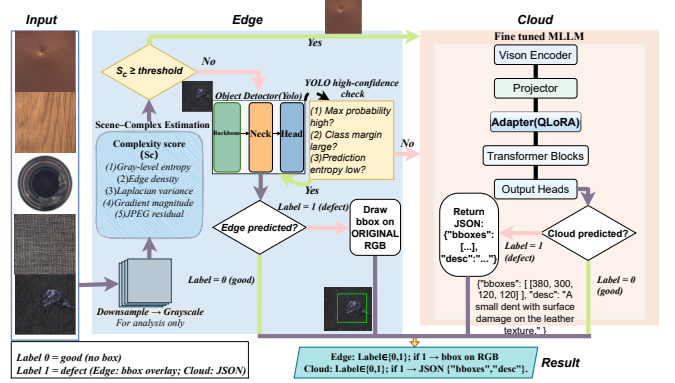 Input
Edge
Cloud
Fine tuned MLLM
Yes
S_c ≥ threshold
No
Vison Encoder
Projector
Adapter(QLoRA)
Transformer Blocks
Output Heads
Object Detoctor(Yolo)
YOLO high-confidence
check
Backbone
Neck
Head
(1) Max probability
high?
(2) Class margin
large?
(3)Prediction
entropy low?
No
Yes
Scene–Complex Estimation
Complexity score
(Sc)
(1)Gray-level entropy
(2)Edge density
(3)Laplacian variance
(4)Gradient magnitude
(5)JPEG residual
Edge predicted?
Label = 1 (defect)
Draw
bbox on
ORIGINAL
RGB
Return
JSON:
{"bboxes":
[...],
"desc":"..."}
Label = 1
(defect)
Cloud predicted?
Label = 0 (good)
Label = 0
(good)
Downsample → Grayscale
For analysis only
{"bboxes": [ [380, 300,
120, 120] ], "desc": "A
small dent with surface
damage on the leather
texture." }
Label 0 = good (no box)
Label 1 = defect (Edge: bbox overlay; Cloud: JSON)
Edge: Label∈{0,1}; if 1 → bbox on RGB
Cloud: Label∈{0,1}; if 1 → JSON {"bboxes","desc"}.
Result